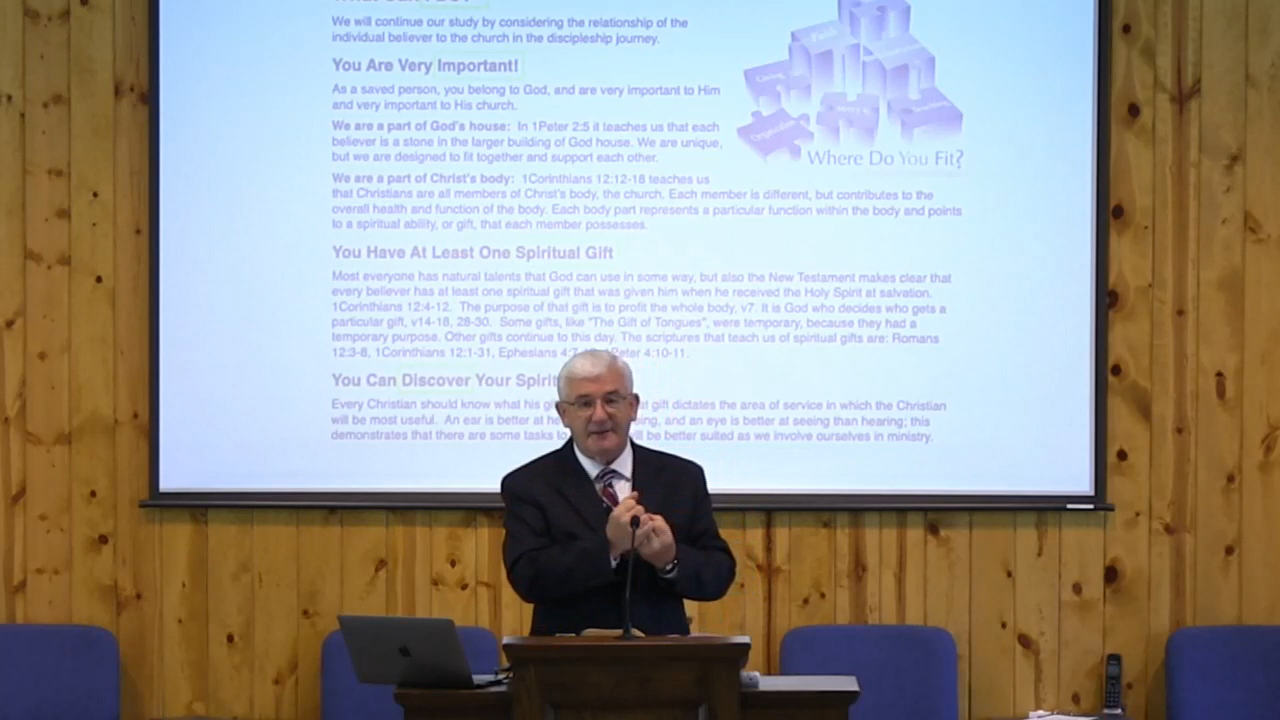 We will continue our study by considering the relationship of the
individual believer to the church in the discipleship journey.
You Are Very Important!
As a saved person, you belong to God, and are very important to Him
and very important to His church.
We are a part of God's house: In 1Peter 2:5 it teaches us that each
believer is a stone in the larger building of God house. We are unique,
but we are designed to fit together and support each other.
Where Do You Fit?
We are a part of Christ's body: 1Corinthians 12:12-18 teaches us
that Christians are all members of Christ's body, the church. Each member is different, but contributes to the
overall health and function of the body. Each body part represents a particular function within the body and points
to a spiritual ability, or gift, that each member possesses.
You Have At Least One Spiritual Gift
Most everyone has natural talents that God can use in some way, but also the New Testament makes clear that
every believer has at least one spiritual gift that was given him when he received the Holy Spirit at salvation.
1Corinthians 12:4-12. The purpose of that gift is to profit the whole body, v7. It is God who decides who gets a
particular gift, v14-18, 28-30. Some gifts, like "The Gift of Tongues", were temporary, because they had a
temporary purpose. Other gifts continue to this day. The scriptures that teach us of spiritual gifts are: Romans
12:3-8, 1Corinthians 12:1-31, Ephesians 4:7 Peter 4:10-11.
You Can Discover Your Spirit
Every Christian should know what his gi gift dictates the area of service in which the Christian
will be most useful. An ear is better at he ing, and an eye is better at seeing than hearing; this
demonstrates that there are some tasks to will be better suited as we involve ourselves in ministry.